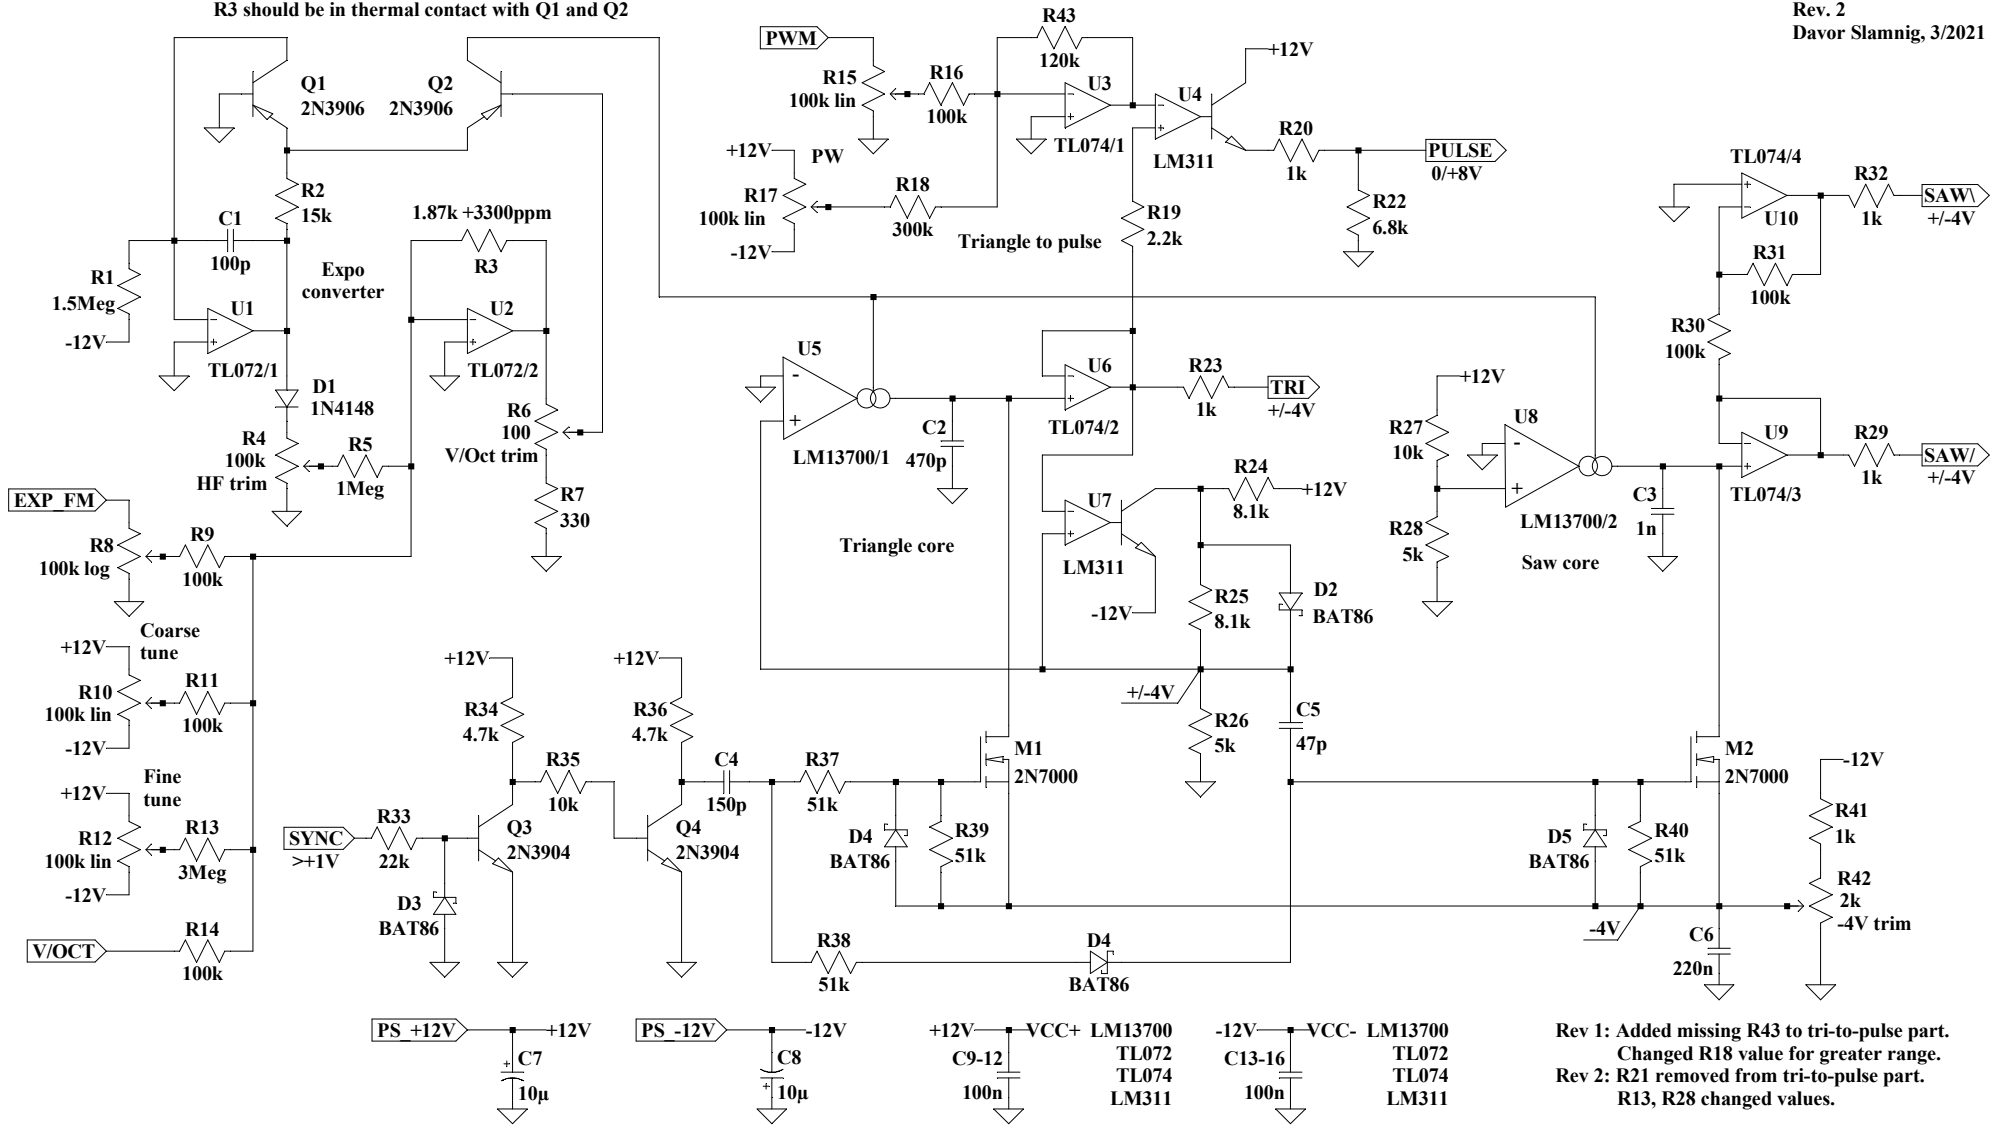 R3 should be in thermal contact with Q1 and Q2
Rev. 2
Davor Slamnig, 3/2021
Q1
2N3906
Q2
2N3906
R2
15k
C1
100p
R1
1.5Meg
-12V
U1
TL072/1
Expo
converter
1.87k +3300ppm
R3
U2
TL072/2
D1
1N4148
R4
100k
HF trim
R5
1Meg
R6
100
V/Oct trim
R7
330
EXP_FM
R8
100k log
R9
100k
Coarse
tune
+12V
R10
100k lin
-12V
R11
100k
Fine
tune
+12V
R12
100k lin
-12V
R13
3Meg
V/OCT
R14
100k
PWM
R15
100k lin
R16
100k
R43
120k
U3
TL074/1
U4
LM311
+12V
R20
1k
PULSE
0/+8V
R22
6.8k
+12V
PW
R17
100k lin
-12V
R18
300k
Triangle to pulse
R19
2.2k
U5
LM13700/1
C2
470p
U6
TL074/2
R23
1k
TRI
+/-4V
U7
LM311
-12V
R24
8.1k
+12V
Triangle core
R25
8.1k
D2
BAT86
+/-4V
R26
5k
C5
47p
TL074/4
U10
R32
1k
SAW\
+/-4V
R31
100k
R30
100k
+12V
R27
10k
R28
5k
U8
LM13700/2
Saw core
C3
1n
U9
TL074/3
R29
1k
SAW/
+/-4V
SYNC
>+1V
R33
22k
D3
BAT86
+12V
R34
4.7k
Q3
2N3904
R35
10k
+12V
R36
4.7k
Q4
2N3904
C4
150p
R37
51k
D4
BAT86
R39
51k
M1
2N7000
R38
51k
D4
BAT86
D5
BAT86
R40
51k
M2
2N7000
-4V
C6
220n
-12V
R41
1k
R42
2k
-4V trim
PS_+12V
+12V
+
C7
10µ
PS_-12V
-12V
C8
+
10µ
+12V
VCC+ LM13700
TL072
TL074
LM311
C9-12
100n
-12V
VCC- LM13700
TL072
TL074
LM311
C13-16
100n
Rev 1: Added missing R43 to tri-to-pulse part.
Changed R18 value for greater range.
Rev 2: R21 removed from tri-to-pulse part.
R13, R28 changed values.